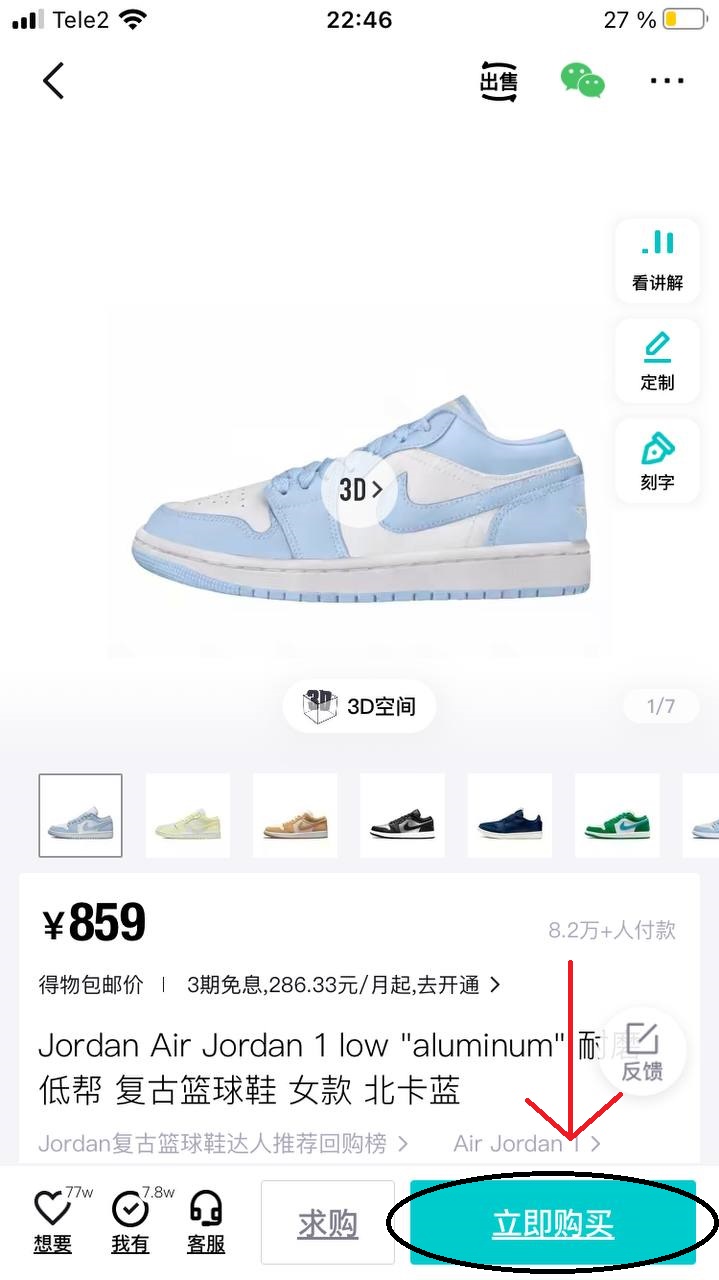 Tele2
22:46
27 %
出售
看讲解
定制
刻字
3D
3D空间
1/7
¥859
8.2万+人付款
得物包邮价 | 3期免息,286.33元/月起,去开通
Jordan Air Jordan 1 low "aluminum" 耐磨
低帮 复古篮球鞋 女款 北卡蓝
反馈
Jordan复古篮球鞋达人推荐回购榜
Air Jordan 1
77w
想要
7.8w
我有
客服
求购
立即购买